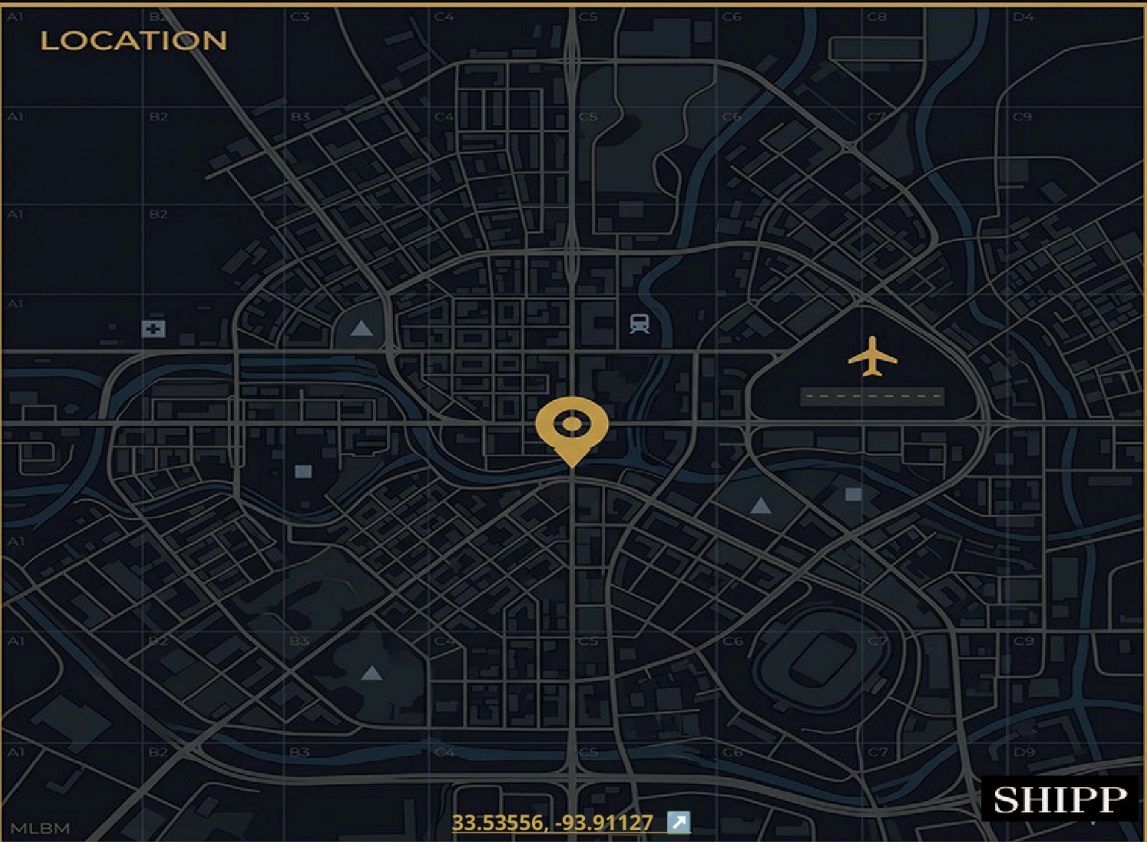 A1 B2 C3 C4 C5 C6 C8 D4
LOCATION
A1 B2 B3 C4 C5 C6 C7 C9
A1 B2
A1
A1
A1 B2 B3 C4 C5 C6 C7 C9
A1 B2 B3 C4 C5 C6 C7 D9
SHIPP
MLBM
33.53556, -93.91127